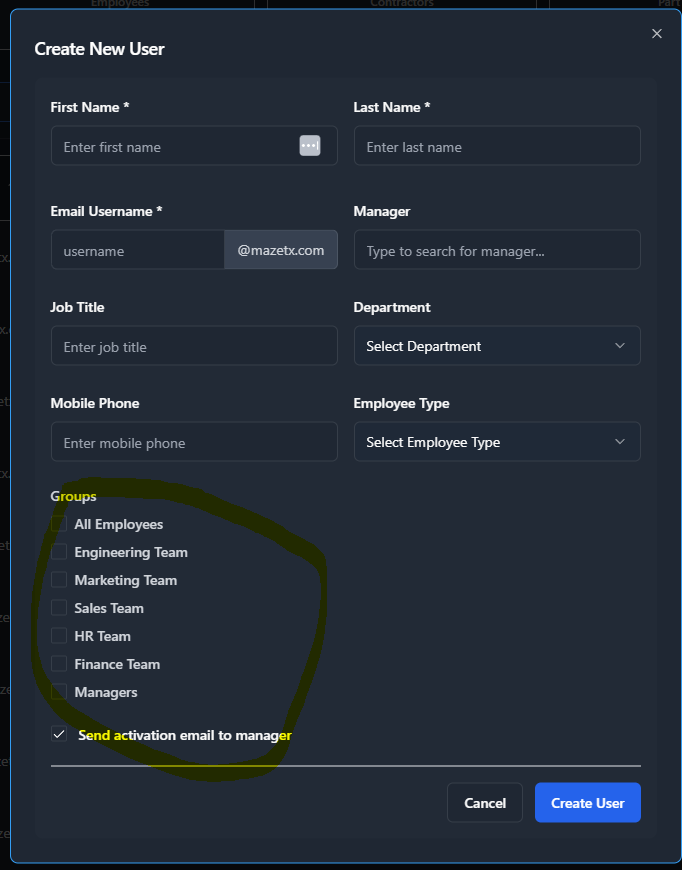 Employees Contractors Part
Create New User
First Name * Last Name *
Enter first name Enter last name
Email Username * Manager
username @mazetx.com Type to search for manager...
Job Title Department
Enter job title Select Department
Mobile Phone Employee Type
Enter mobile phone Select Employee Type
Groups
All Employees
Engineering Team
Marketing Team
Sales Team
HR Team
Finance Team
Managers
Send activation email to manager
Cancel Create User